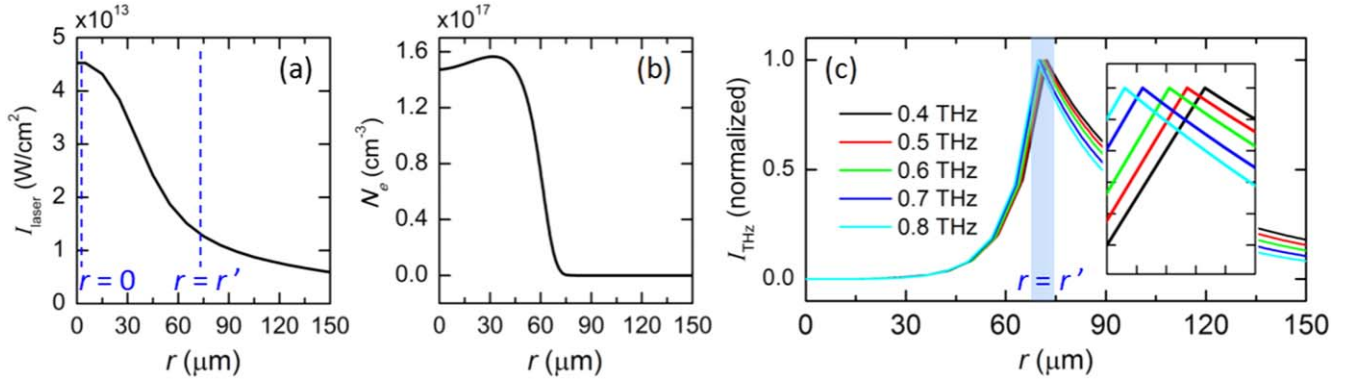 x10^13
5
4
3
2
1
0
I_laser (W/cm^2)
(a)
r = 0
r = r'
0 30 60 90 120 150
r (μm)
x10^17
1.6
1.2
0.8
0.4
0.0
N_e (cm^-3)
(b)
0 30 60 90 120 150
r (μm)
1.0
0.5
0.0
I_THz (normalized)
(c)
0.4 THz
0.5 THz
0.6 THz
0.7 THz
0.8 THz
r = r'
0 30 60 90 120 150
r (μm)